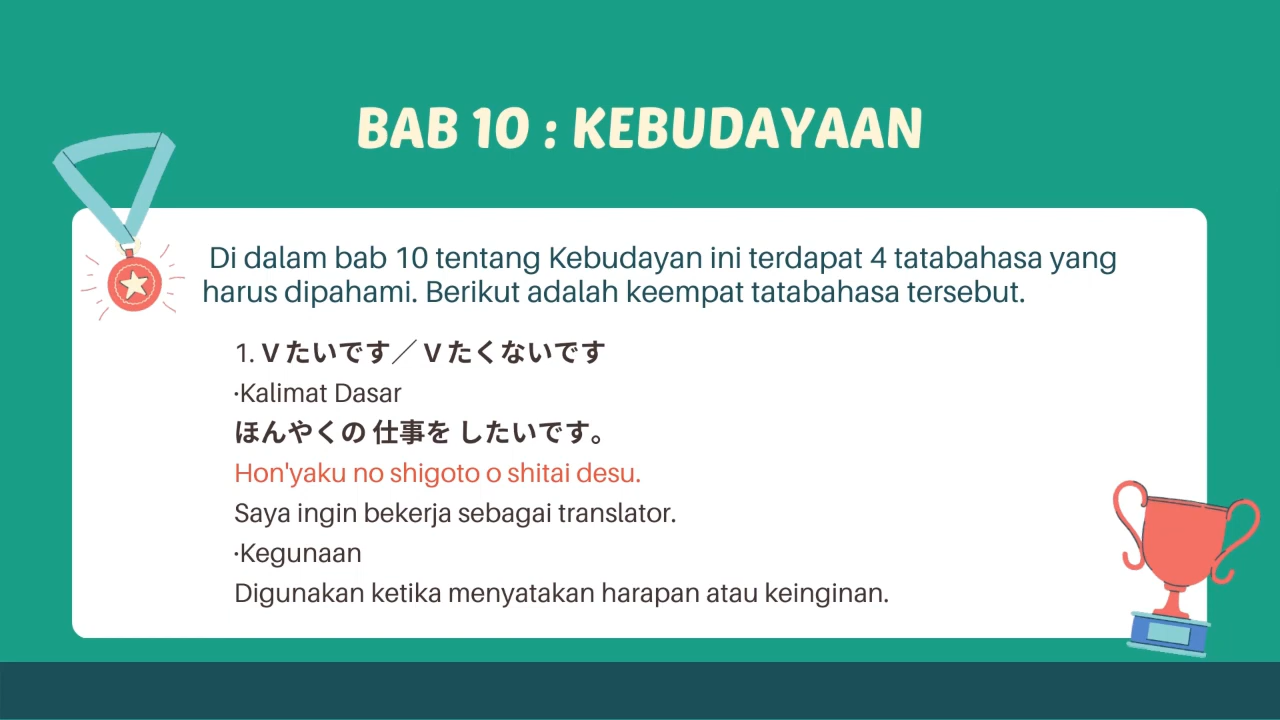 BAB 10 : KEBUDAYAAN
Di dalam bab 10 tentang Kebudayan ini terdapat 4 tatabahasa yang
harus dipahami. Berikut adalah keempat tatabahasa tersebut.
1. V たいです／ V たくないです
·Kalimat Dasar
ほんやくの 仕事を したいです。
Hon'yaku no shigoto o shitai desu.
Saya ingin bekerja sebagai translator.
·Kegunaan
Digunakan ketika menyatakan harapan atau keinginan.